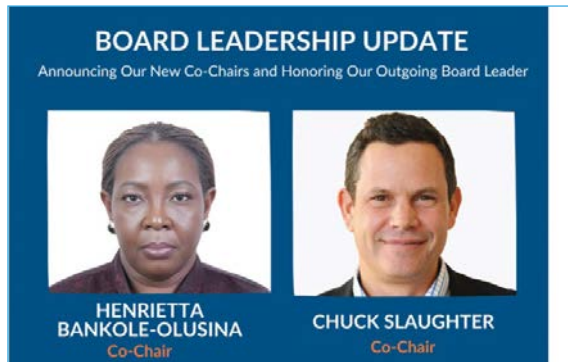 BOARD LEADERSHIP UPDATE
Announcing Our New Co-Chairs and Honoring Our Outgoing Board Leader
HENRIETTA
BANKOLE-OLUSINA
Co-Chair
CHUCK SLAUGHTER
Co-Chair